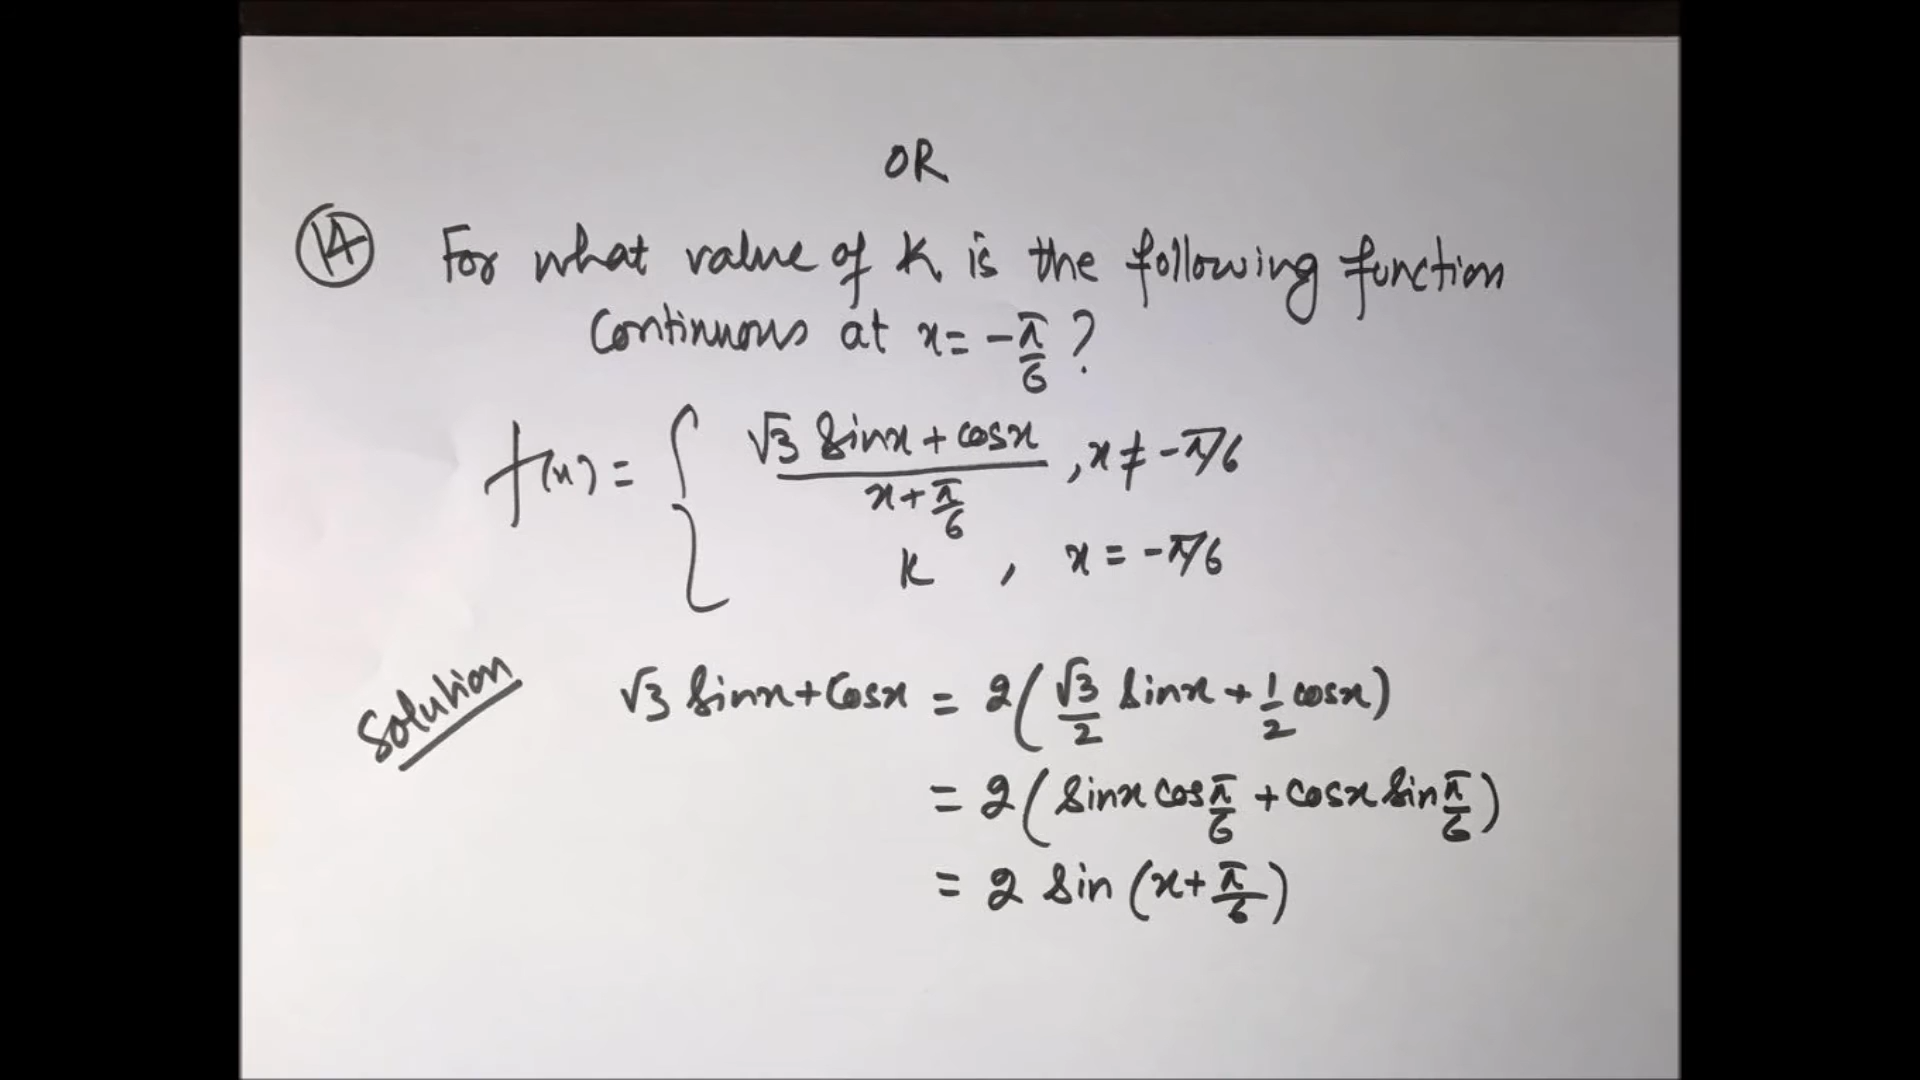 OR
14 For what value of K is the following function
continuous at x = -π/6 ?
f(x) = { (√3 sinx + cosx)/(x + π/6) , x ≠ -π/6
K , x = -π/6
Solution √3 sinx + cosx = 2(√3/2 sinx + 1/2 cosx)
= 2(sinx cos π/6 + cosx sin π/6)
= 2 sin (x + π/6)